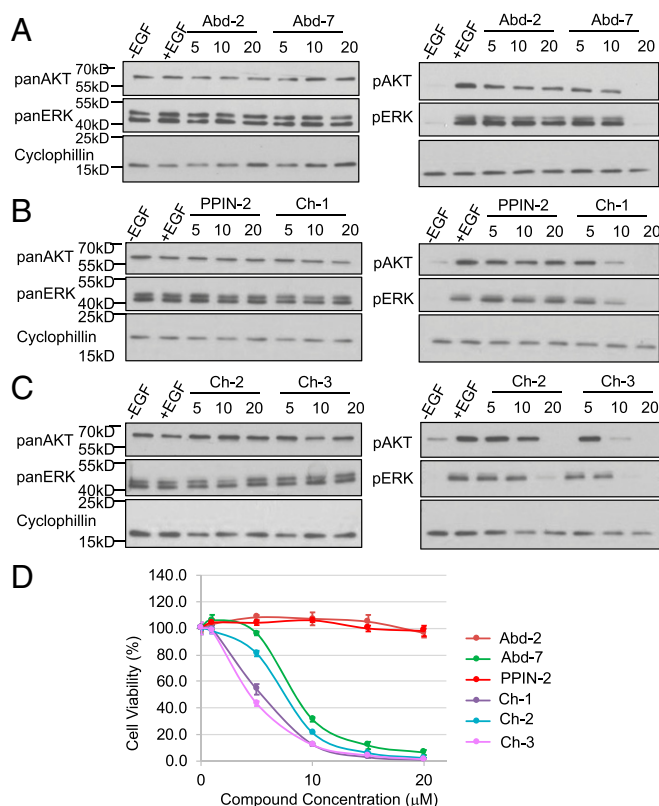 A
-EGF +EGF Abd-2 Abd-7
5 10 20 5 10 20
panAKT 70kD 55kD
panERK 55kD 40kD
Cyclophillin 25kD 15kD
-EGF +EGF Abd-2 Abd-7
5 10 20 5 10 20
pAKT
pERK
B
-EGF +EGF PPIN-2 Ch-1
5 10 20 5 10 20
panAKT 70kD 55kD
panERK 55kD 40kD
Cyclophillin 25kD 15kD
-EGF +EGF PPIN-2 Ch-1
5 10 20 5 10 20
pAKT
pERK
C
-EGF +EGF Ch-2 Ch-3
5 10 20 5 10 20
panAKT 70kD 55kD
panERK 55kD 40kD
Cyclophillin 25kD 15kD
-EGF +EGF Ch-2 Ch-3
5 10 20 5 10 20
pAKT
pERK
D
140.0
120.0
100.0
80.0
60.0
40.0
20.0
0.0
Cell Viability (%)
0 10 20
Compound Concentration (μM)
Abd-2
Abd-7
PPIN-2
Ch-1
Ch-2
Ch-3